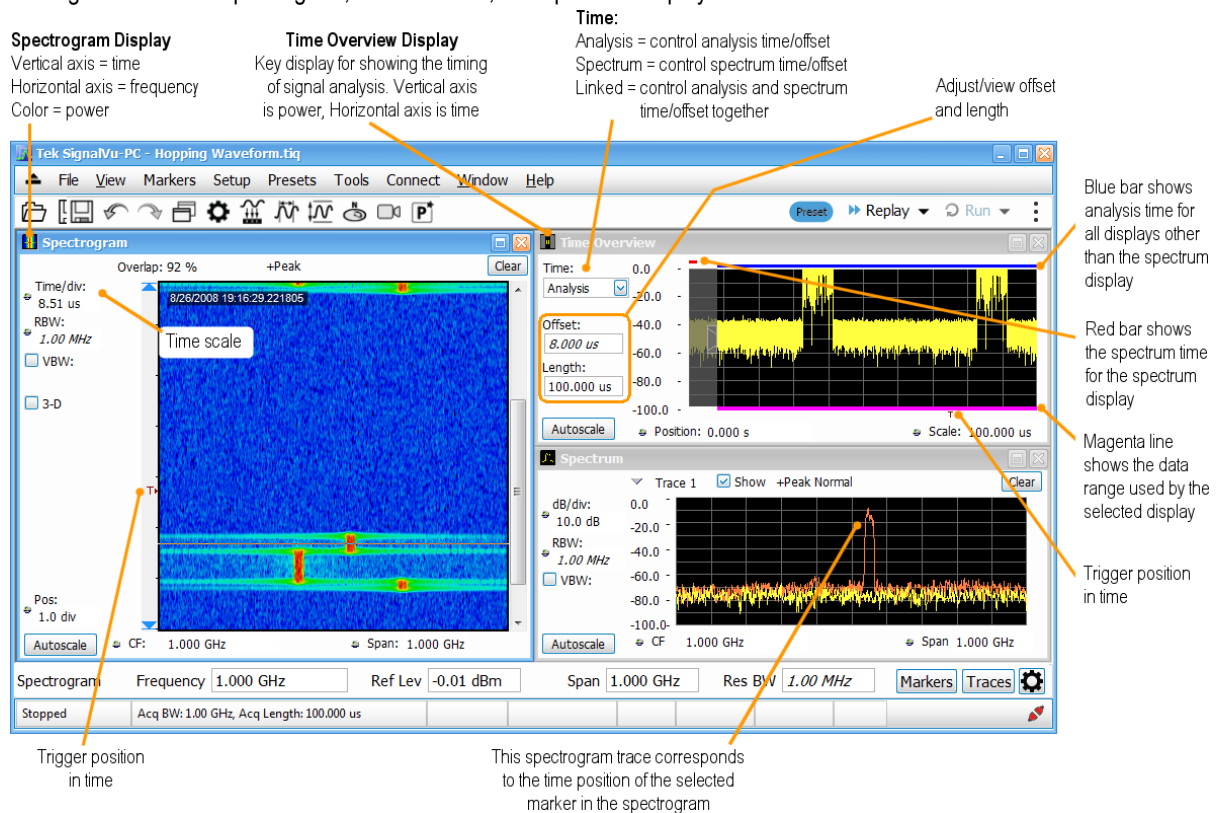 Time:
Analysis = control analysis time/offset
Spectrum = control spectrum time/offset
Linked = control analysis and spectrum
time/offset together
Spectrogram Display
Vertical axis = time
Horizontal axis = frequency
Color = power
Time Overview Display
Key display for showing the timing
of signal analysis. Vertical axis
is power, Horizontal axis is time
Adjust/view offset
and length
Tek SignalVu-PC - Hopping Waveform.tiq
File View Markers Setup Presets Tools Connect Window Help
Preset Replay Run
Spectrogram
Overlap: 92 % +Peak Clear
Time/div:
8.51 us
RBW:
1.00 MHz
VBW:
3-D
8/26/2008 19:16:29.221805
Time scale
T
Pos:
1.0 div
Autoscale CF: 1.000 GHz Span: 1.000 GHz
Time Overview
Time:
Analysis
Offset:
8.000 us
Length:
100.000 us
0.0
-20.0
-40.0
-60.0
-80.0
-100.0
T
Autoscale Position: 0.000 s Scale: 100.000 us
Spectrum
Trace 1 Show +Peak Normal Clear
dB/div:
10.0 dB
RBW:
1.00 MHz
VBW:
0.0
-20.0
-40.0
-60.0
-80.0
-100.0
Autoscale CF 1.000 GHz Span 1.000 GHz
Spectrogram Frequency 1.000 GHz Ref Lev -0.01 dBm Span 1.000 GHz Res BW 1.00 MHz Markers Traces
Stopped Acq BW: 1.00 GHz, Acq Length: 100.000 us
Blue bar shows
analysis time for
all displays other
than the spectrum
display
Red bar shows
the spectrum time
for the spectrum
display
Magenta line
shows the data
range used by the
selected display
Trigger position
in time
Trigger position
in time
This spectrogram trace corresponds
to the time position of the selected
marker in the spectrogram